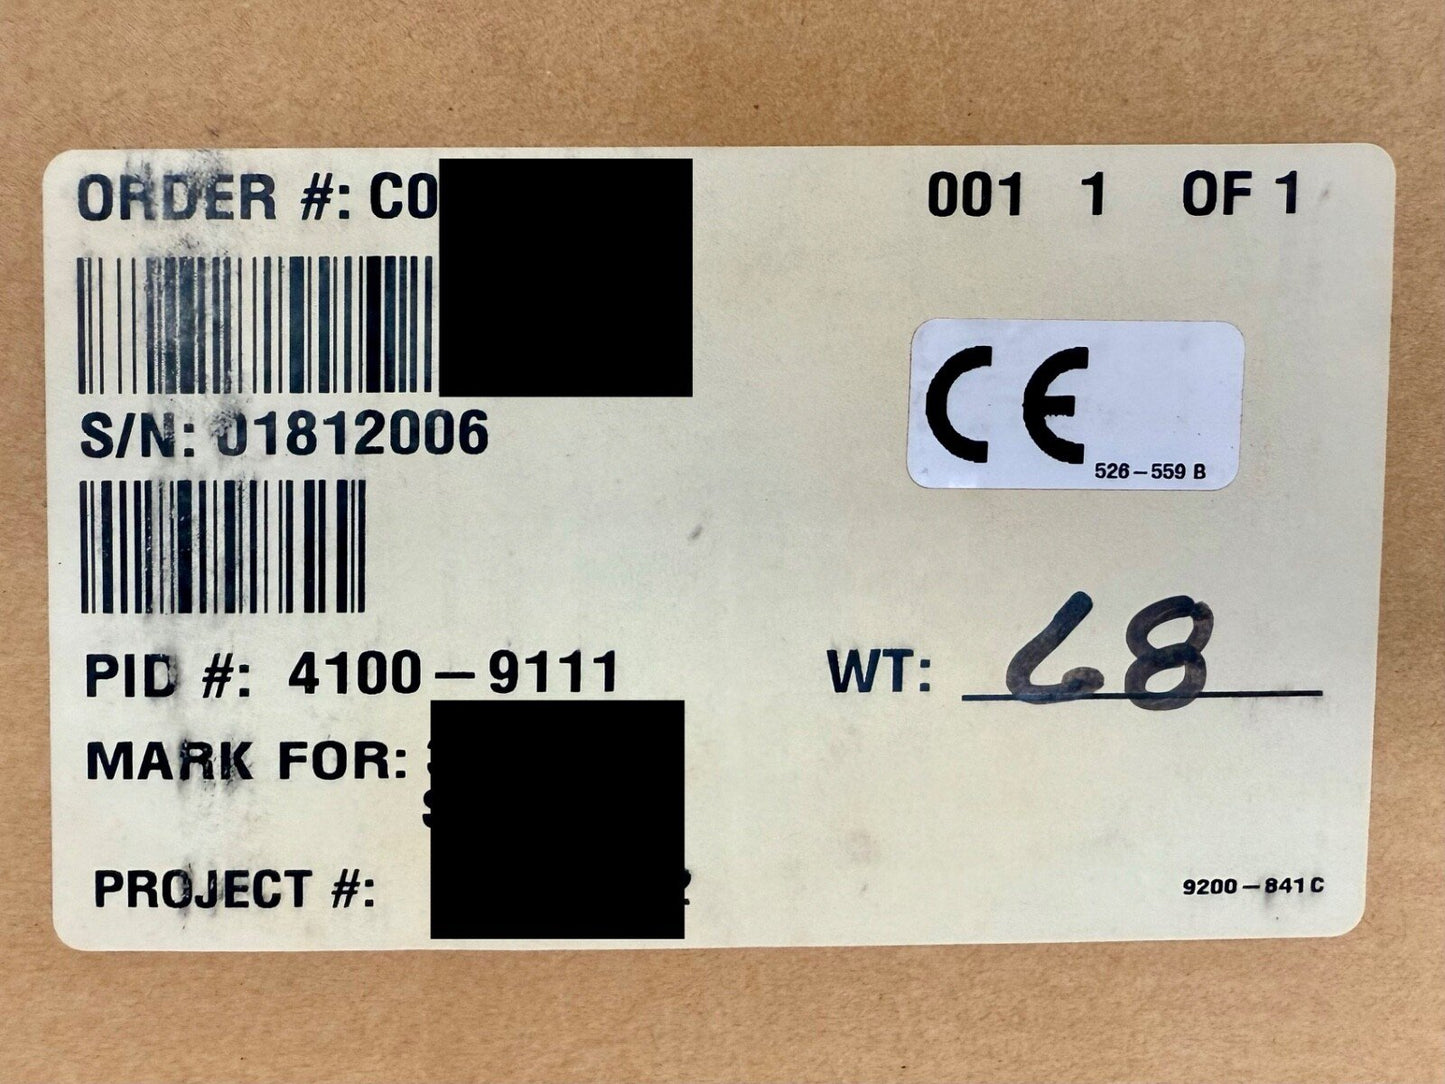 ORDER #: C0
001 1 OF 1
S/N: 01812006
CE
526-559 B
PID #: 4100-9111
WT: 68
MARK FOR:
PROJECT #:
9200-841C